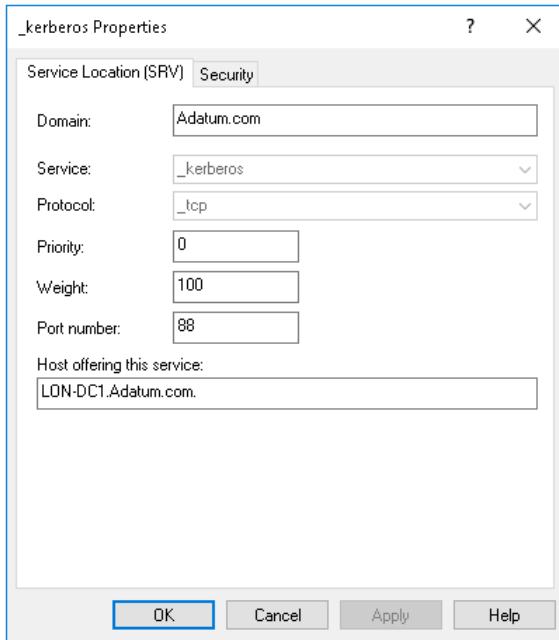 _kerberos Properties ?
Service Location (SRV) Security
Domain: Adatum.com
Service: _kerberos
Protocol: _tcp
Priority: 0
Weight: 100
Port number: 88
Host offering this service:
LON-DC1.Adatum.com.
OK Cancel Apply Help